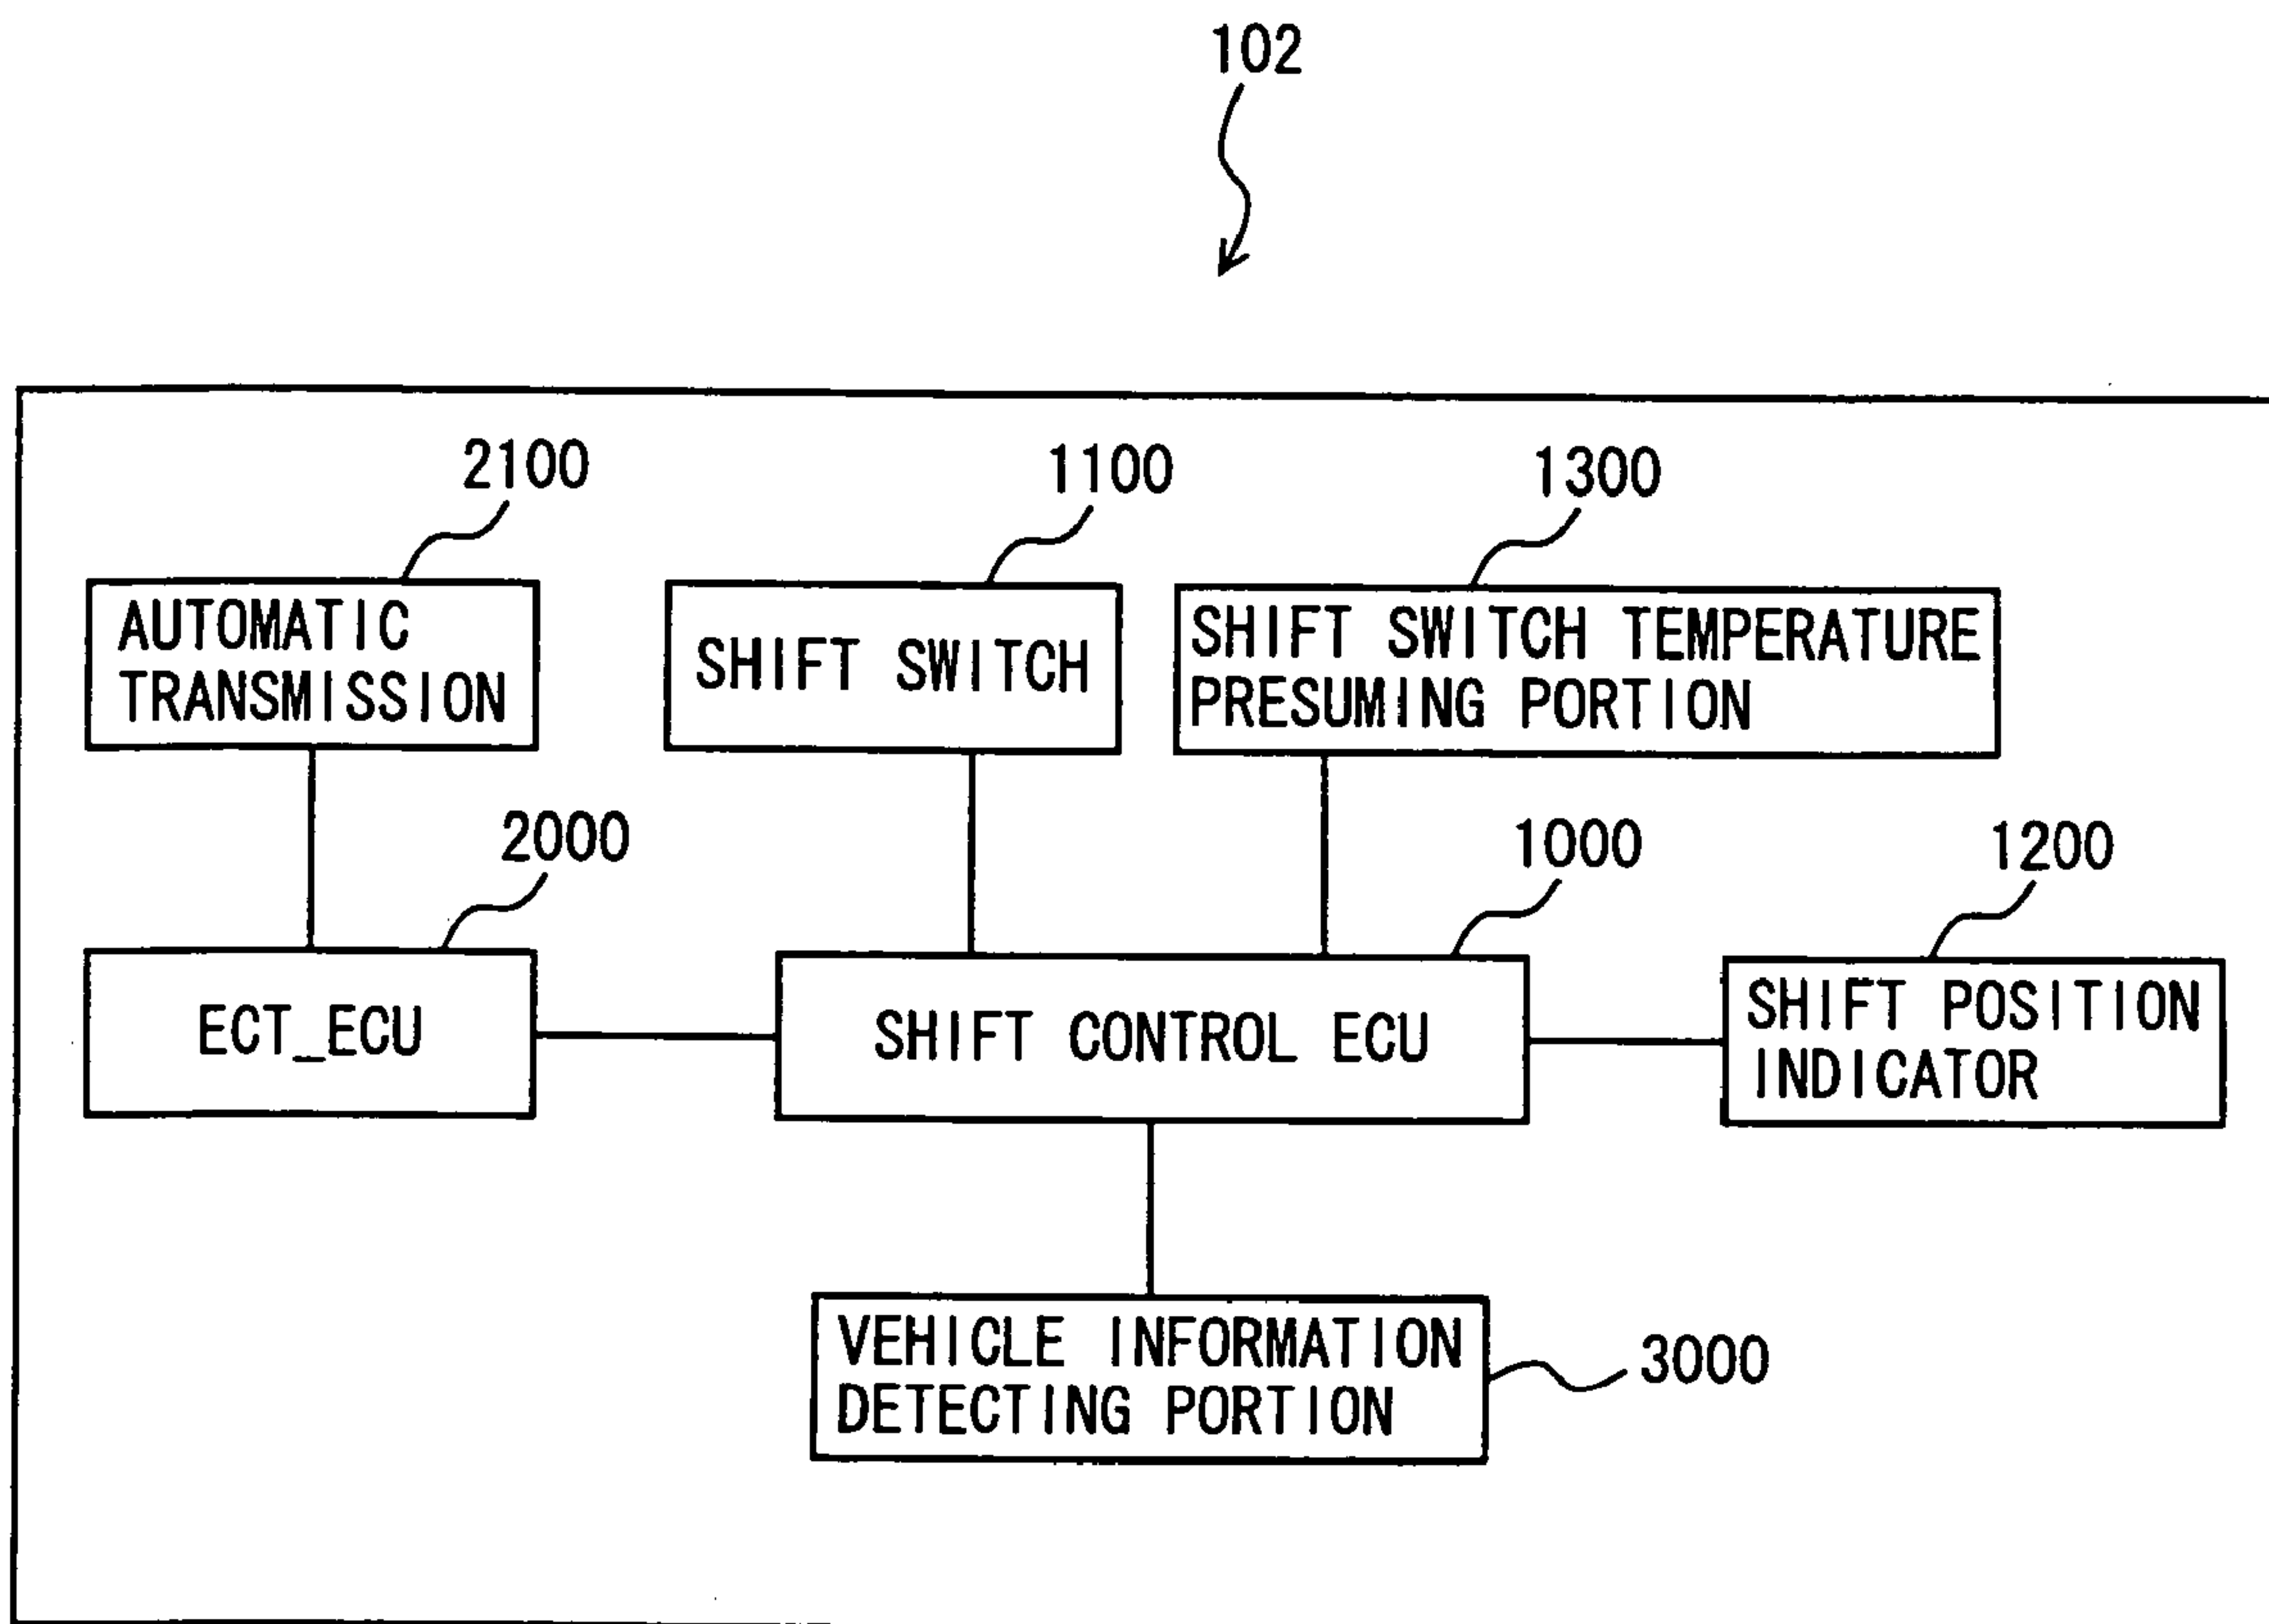 102
2100
1100
1300
AUTOMATIC
TRANSMISSION
SHIFT SWITCH
SHIFT SWITCH TEMPERATURE
PRESUMING PORTION
2000
1000
1200
ECT_ECU
SHIFT CONTROL ECU
SHIFT POSITION
INDICATOR
VEHICLE INFORMATION
DETECTING PORTION
3000